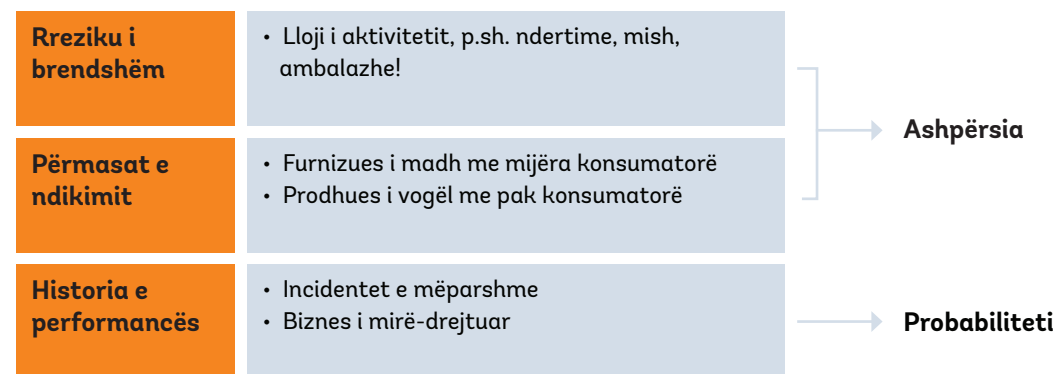 Rreziku i
brendshëm
• Lloji i aktivitetit, p.sh. ndertime, mish,
ambalazhe!
Ashpërsia
Përmasat e
ndikimit
• Furnizues i madh me mijëra konsumatorë
• Prodhues i vogël me pak konsumatorë
Historia e
performancës
• Incidentet e mëparshme
• Biznes i mirë-drejtuar
Probabiliteti